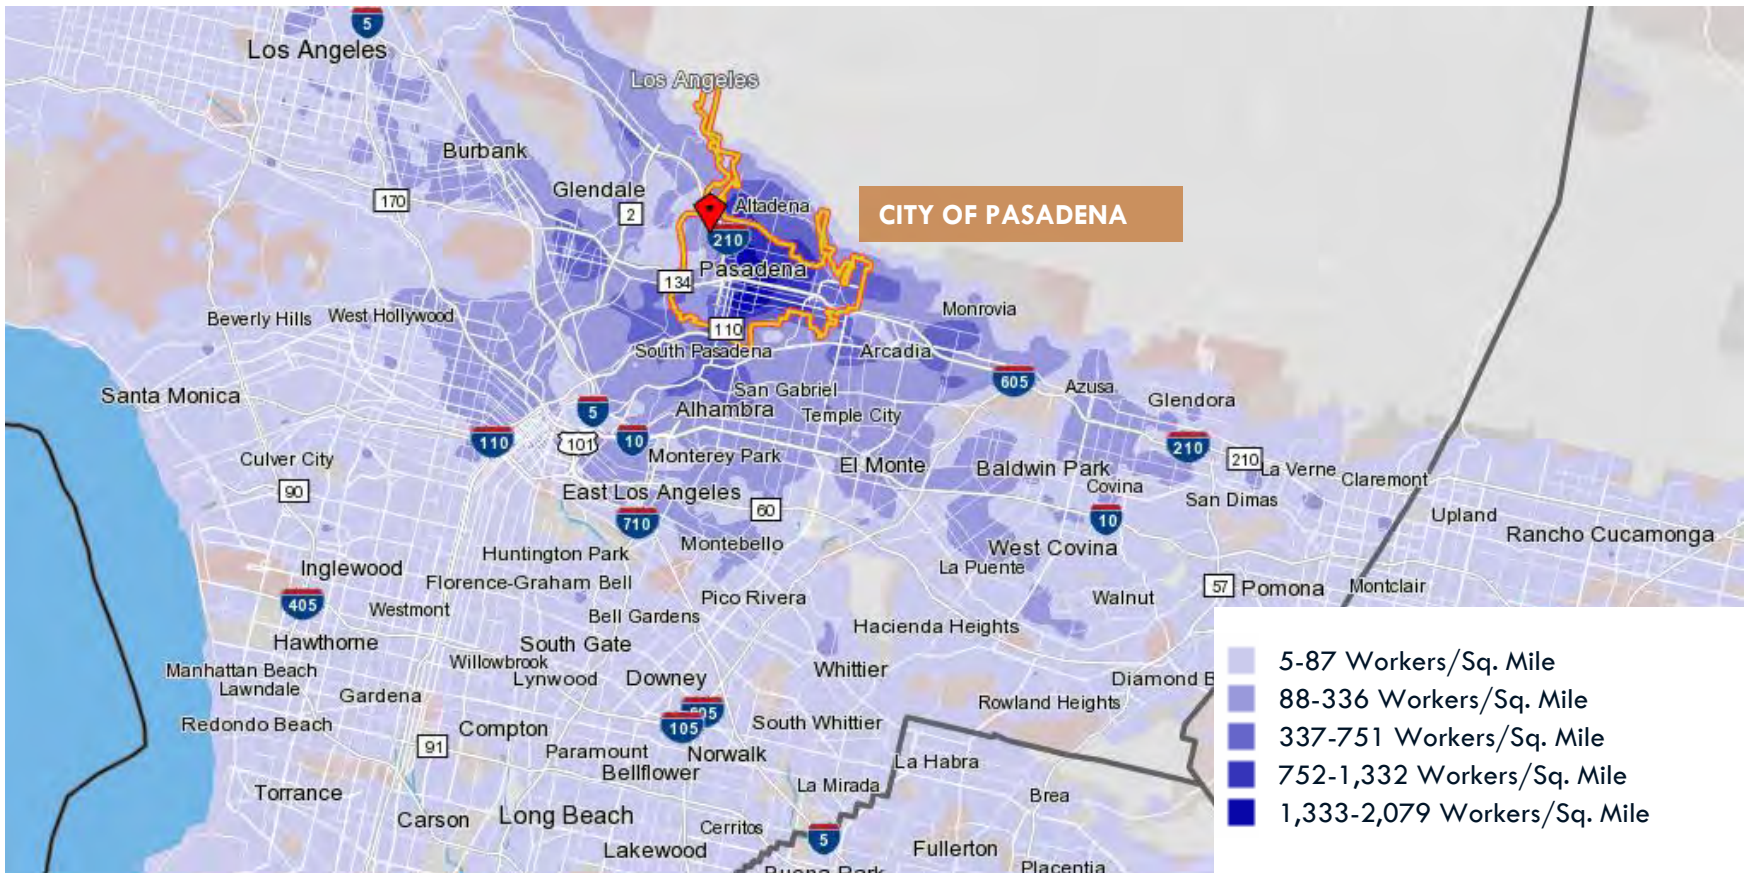 5
Los Angeles
Los Angeles
Burbank
Glendale
170
2
Altadena
CITY OF PASADENA
210
Pasadena
134
Beverly Hills
West Hollywood
110
Monrovia
South Pasadena
Arcadia
Santa Monica
San Gabriel
605
Azusa
Glendora
5
Alhambra
Temple City
110
101
10
Monterey Park
210
210
La Verne
Claremont
Culver City
El Monte
Baldwin Park
90
East Los Angeles
Covina
San Dimas
710
60
10
Upland
Rancho Cucamonga
Huntington Park
Montebello
West Covina
La Puente
Inglewood
Florence-Graham
Bell
57
Pomona
Montclair
405
Westmont
Bell Gardens
Pico Rivera
Walnut
Hawthorne
South Gate
Hacienda Heights
Manhattan Beach
Willowbrook
Lynwood
Downey
Whittier
Diamond B
Lawndale
Gardena
Rowland Heights
Redondo Beach
Compton
605
105
South Whittier
91
Paramount
Norwalk
La Habra
Bellflower
La Mirada
Torrance
Brea
Carson
Long Beach
Cerritos
5
Lakewood
Fullerton
Buena Park
Placentia
5-87 Workers/Sq. Mile
88-336 Workers/Sq. Mile
337-751 Workers/Sq. Mile
752-1,332 Workers/Sq. Mile
1,333-2,079 Workers/Sq. Mile